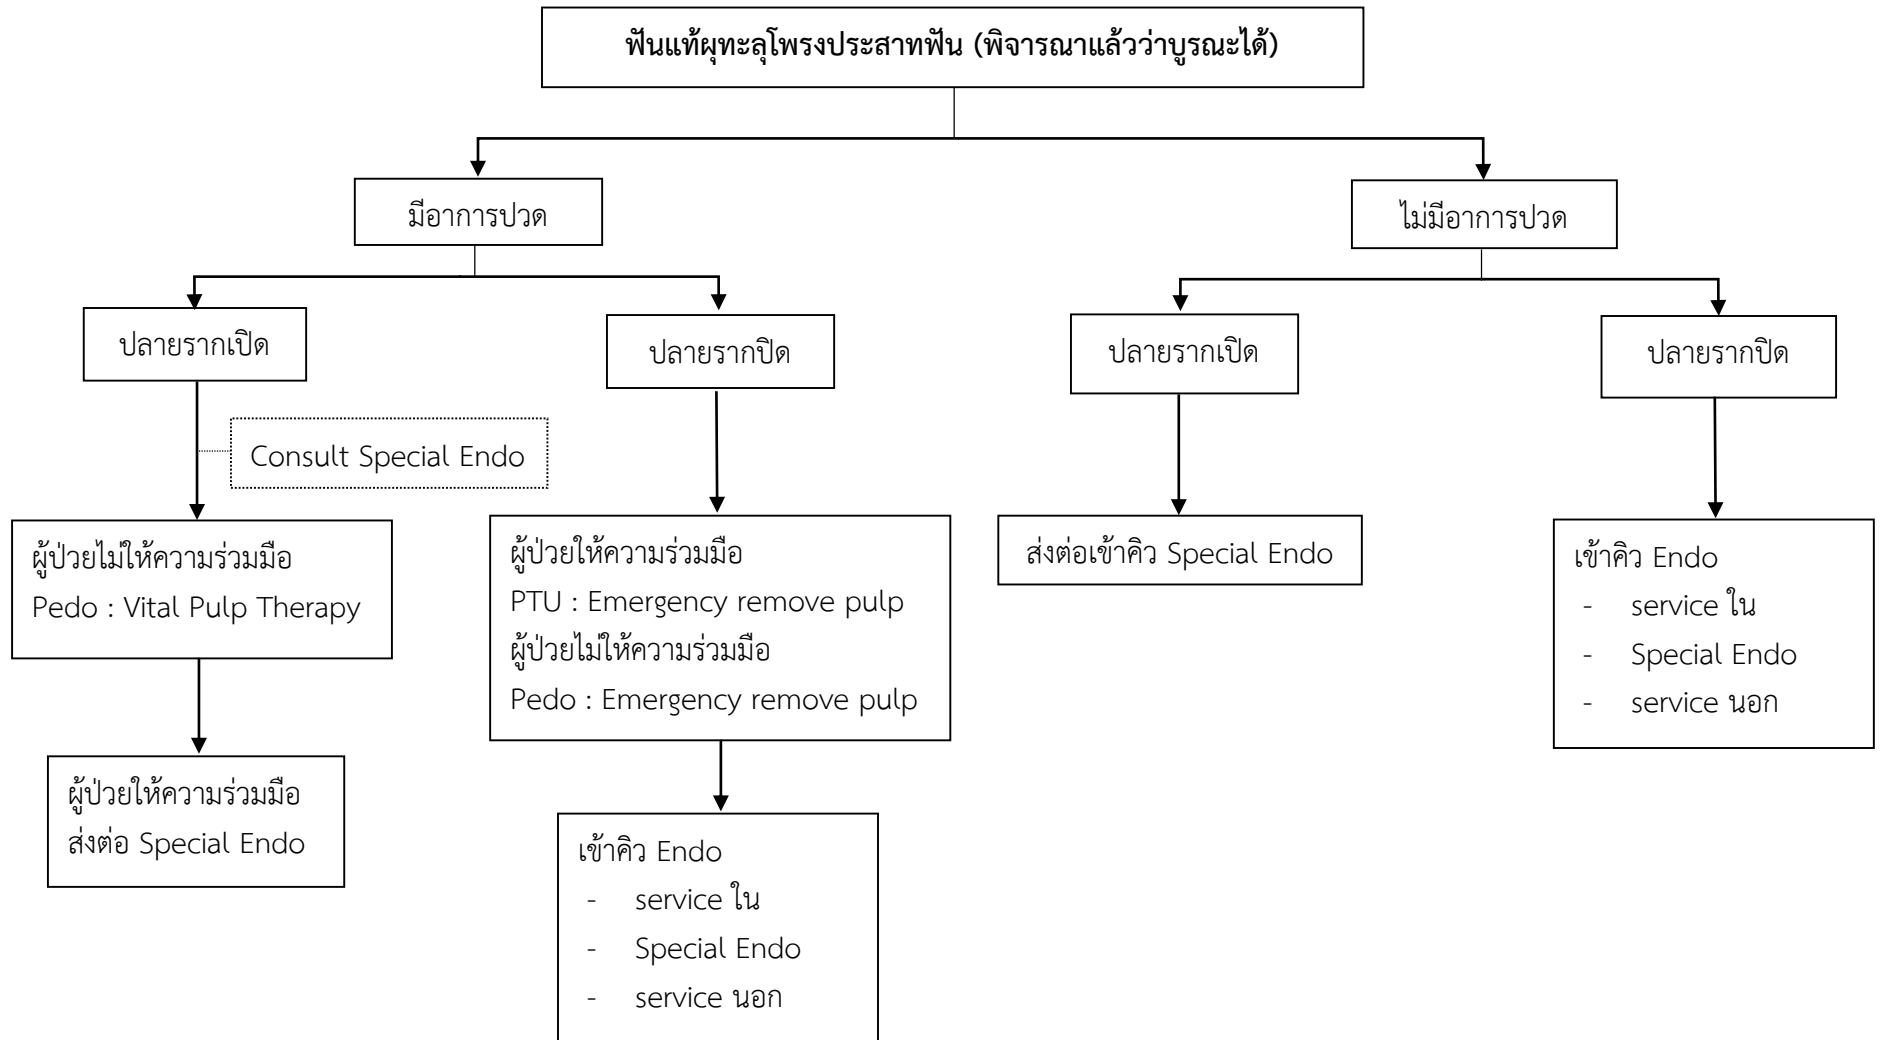 ฟันแท้ผุทะลุโพรงประสาทฟัน (พิจารณาแล้วว่าบูรณะได้)
มีอาการปวด
ไม่มีอาการปวด
ปลายรากเปิด
ปลายรากปิด
ปลายรากเปิด
ปลายรากปิด
Consult Special Endo
ผู้ป่วยไม่ให้ความร่วมมือ
Pedo : Vital Pulp Therapy
ผู้ป่วยให้ความร่วมมือ
PTU : Emergency remove pulp
ผู้ป่วยไม่ให้ความร่วมมือ
Pedo : Emergency remove pulp
ส่งต่อเข้าคิว Special Endo
เข้าคิว Endo
- service ใน
- Special Endo
- service นอก
ผู้ป่วยให้ความร่วมมือ
ส่งต่อ Special Endo
เข้าคิว Endo
- service ใน
- Special Endo
- service นอก